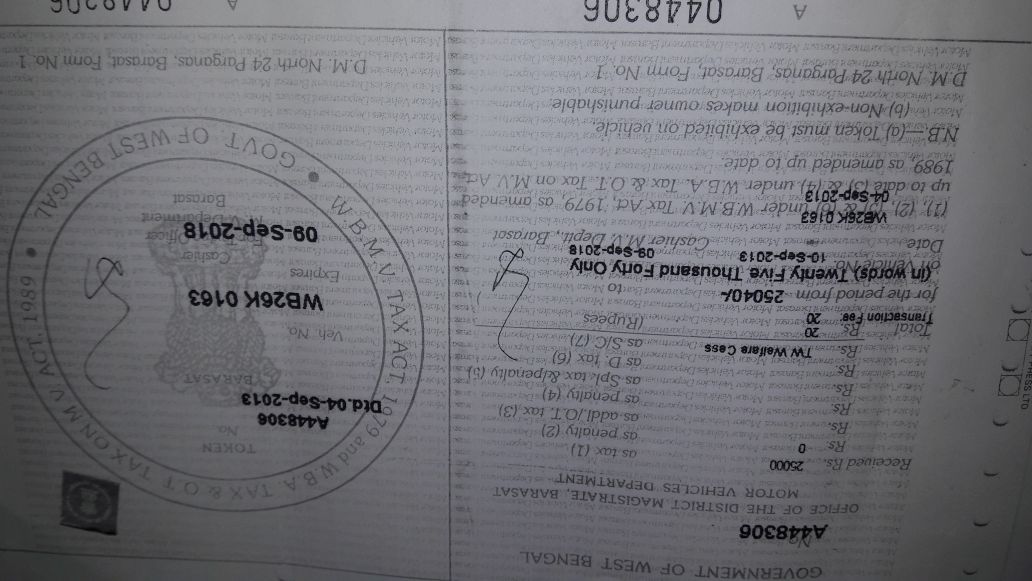 GOVERNMENT OF WEST BENGAL
No.
A448306
OFFICE OF THE DISTRICT MAGISTRATE, BARASAT
MOTOR VEHICLES DEPARTMENT
Received Rs. 25000 as tax (1)
Rs. 0 as penalty (2)
Rs. as addl/O.T. tax (3)
Rs. as penalty (4)
Rs. as Spl. tax &/penalty (5)
Rs. as D. tax (6)
TW Welfare Cess as S/C (7)
Total Rs. 20 (Rupees
Transaction Fee 20
25040/-
for the period from to
(in words) Twenty Five Thousand Forty Only
on Vehicle No.
10-Sep-2013 09-Sep-2018
Date Cashier M.V. Deptt., Barasat
WB26K 0163
(1), (2), (5) & (6) under W.B.M.V. Tax Act, 1979 as amended
04-Sep-2013
up to date (3) & (4) under W.B.A. Tax & O.T. Tax on M.V. Act,
1989, as amended up to date.
N.B.—(a) Token must be exhibited on vehicle.
(b) Non-exhibition makes owner punishable.
D.M. North 24 Parganas, Barasat, Form No. 1
A 0448306
W.B.M.V. TAX ACT, 1979 and W.B.A. TAX & O.T. TAX ON M.V. ACT, 1989
GOVT. OF WEST BENGAL
TOKEN
No.
A448306
Dtd.04-Sep-2013
BARASAT
Veh. No.
WB26K 0163
Expires
Cashier
09-Sep-2018
M.V. Department
Barasat
D.M. North 24 Parganas, Barasat, Form No. 1
A 0448306